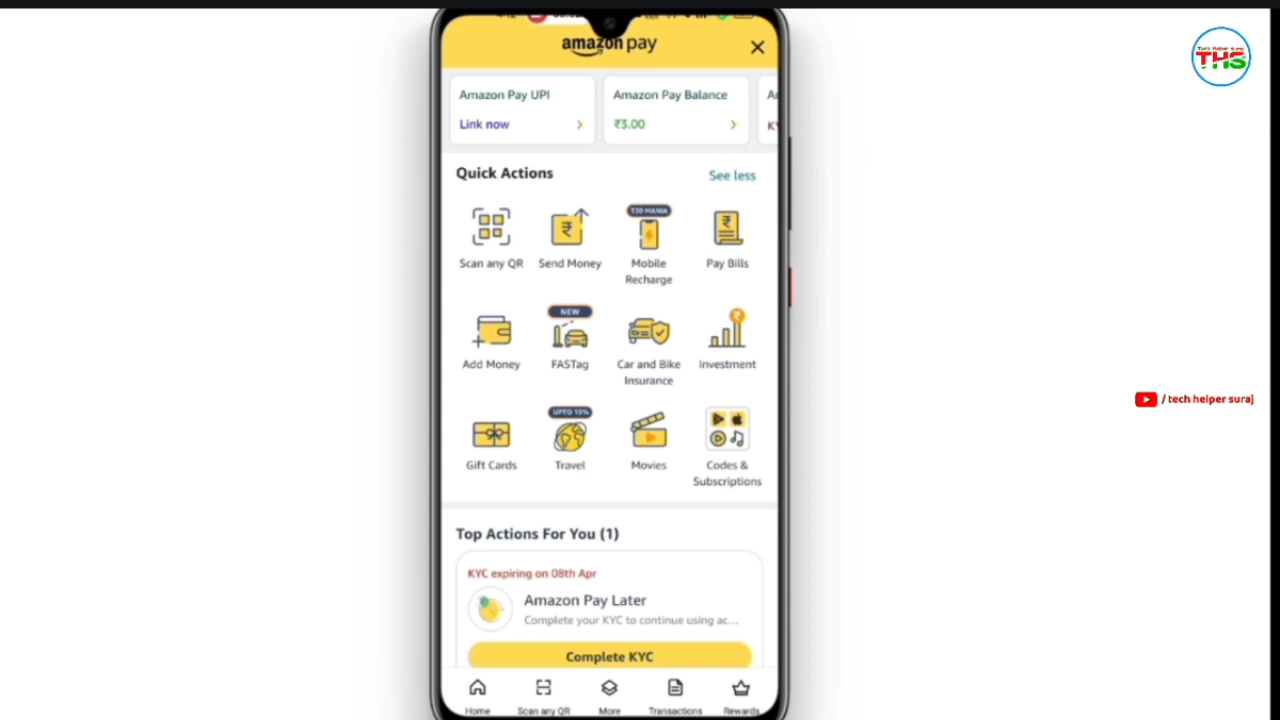 amazon pay
Tech Helper Suraj
THS
Amazon Pay UPI
Link now
Amazon Pay Balance
₹3.00
Quick Actions
See less
T20 MANIA
Scan any QR
Send Money
Mobile
Recharge
Pay Bills
NEW
Add Money
FASTag
Car and Bike
Insurance
Investment
UPTO 15%
Gift Cards
Travel
Movies
Codes &
Subscriptions
/ tech helper suraj
Top Actions For You (1)
KYC expiring on 08th Apr
Amazon Pay Later
Complete your KYC to continue using ac...
Complete KYC
Home
Scan any QR
More
Transactions
Rewards